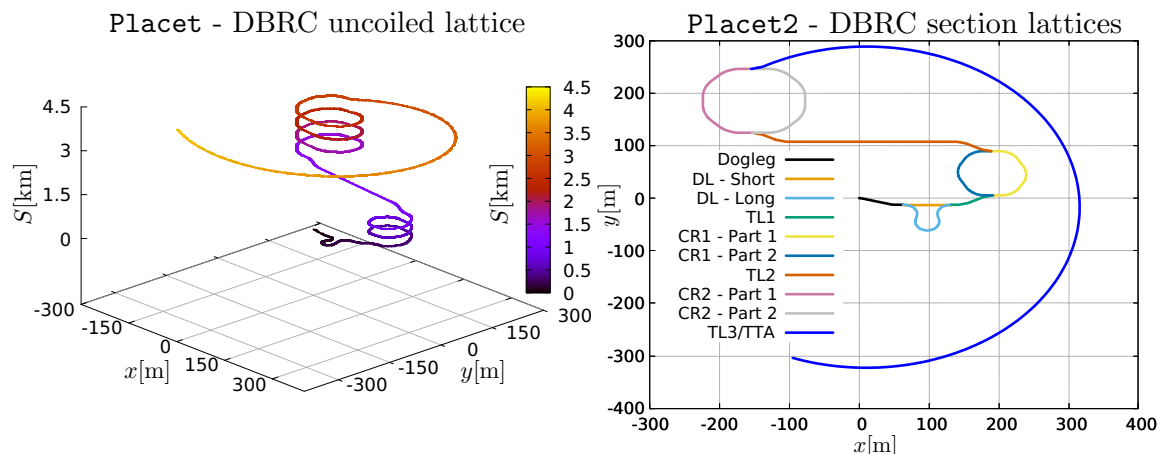 Placet - DBRC uncoiled lattice
4.5
3
1.5
0
S[km]
-300
-150
0
150
300
x[m]
-300
-150
0
150
300
y[m]
4.5
4
3.5
3
2.5
2
1.5
1
0.5
0
S[km]
Placet2 - DBRC section lattices
300
200
100
0
-100
-200
-300
-400
y[m]
Dogleg
DL - Short
DL - Long
TL1
CR1 - Part 1
CR1 - Part 2
TL2
CR2 - Part 1
CR2 - Part 2
TL3/TTA
-300 -200 -100 0 100 200 300 400
x[m]